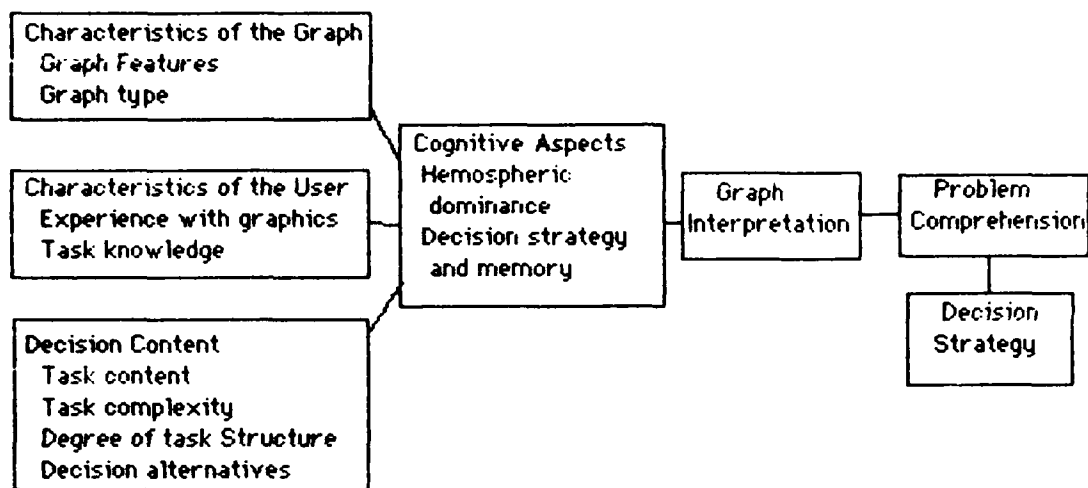 Characteristics of the Graph
Graph Features
Graph type
Characteristics of the User
Experience with graphics
Task knowledge
Decision Content
Task content
Task complexity
Degree of task Structure
Decision alternatives
Cognitive Aspects
Hemospheric
dominance
Decision strategy
and memory
Graph
Interpretation
Problem
Comprehension
Decision
Strategy